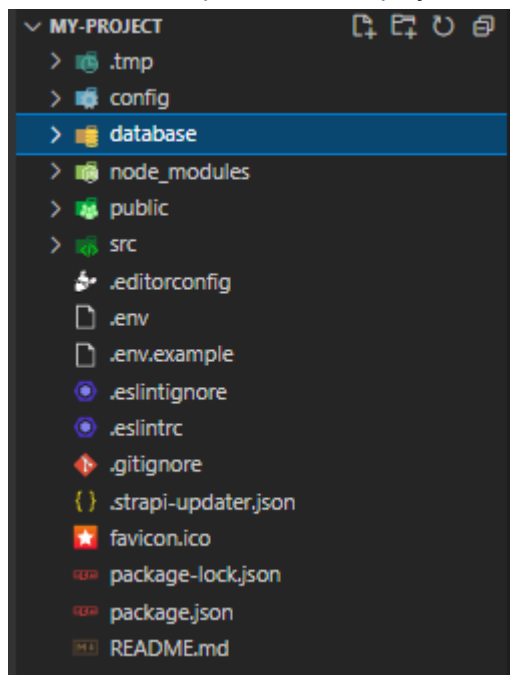 MY-PROJECT
.tmp
config
database
node_modules
public
src
.editorconfig
.env
.env.example
.eslintignore
.eslintrc
.gitignore
.strapi-updater.json
favicon.ico
package-lock.json
package.json
README.md